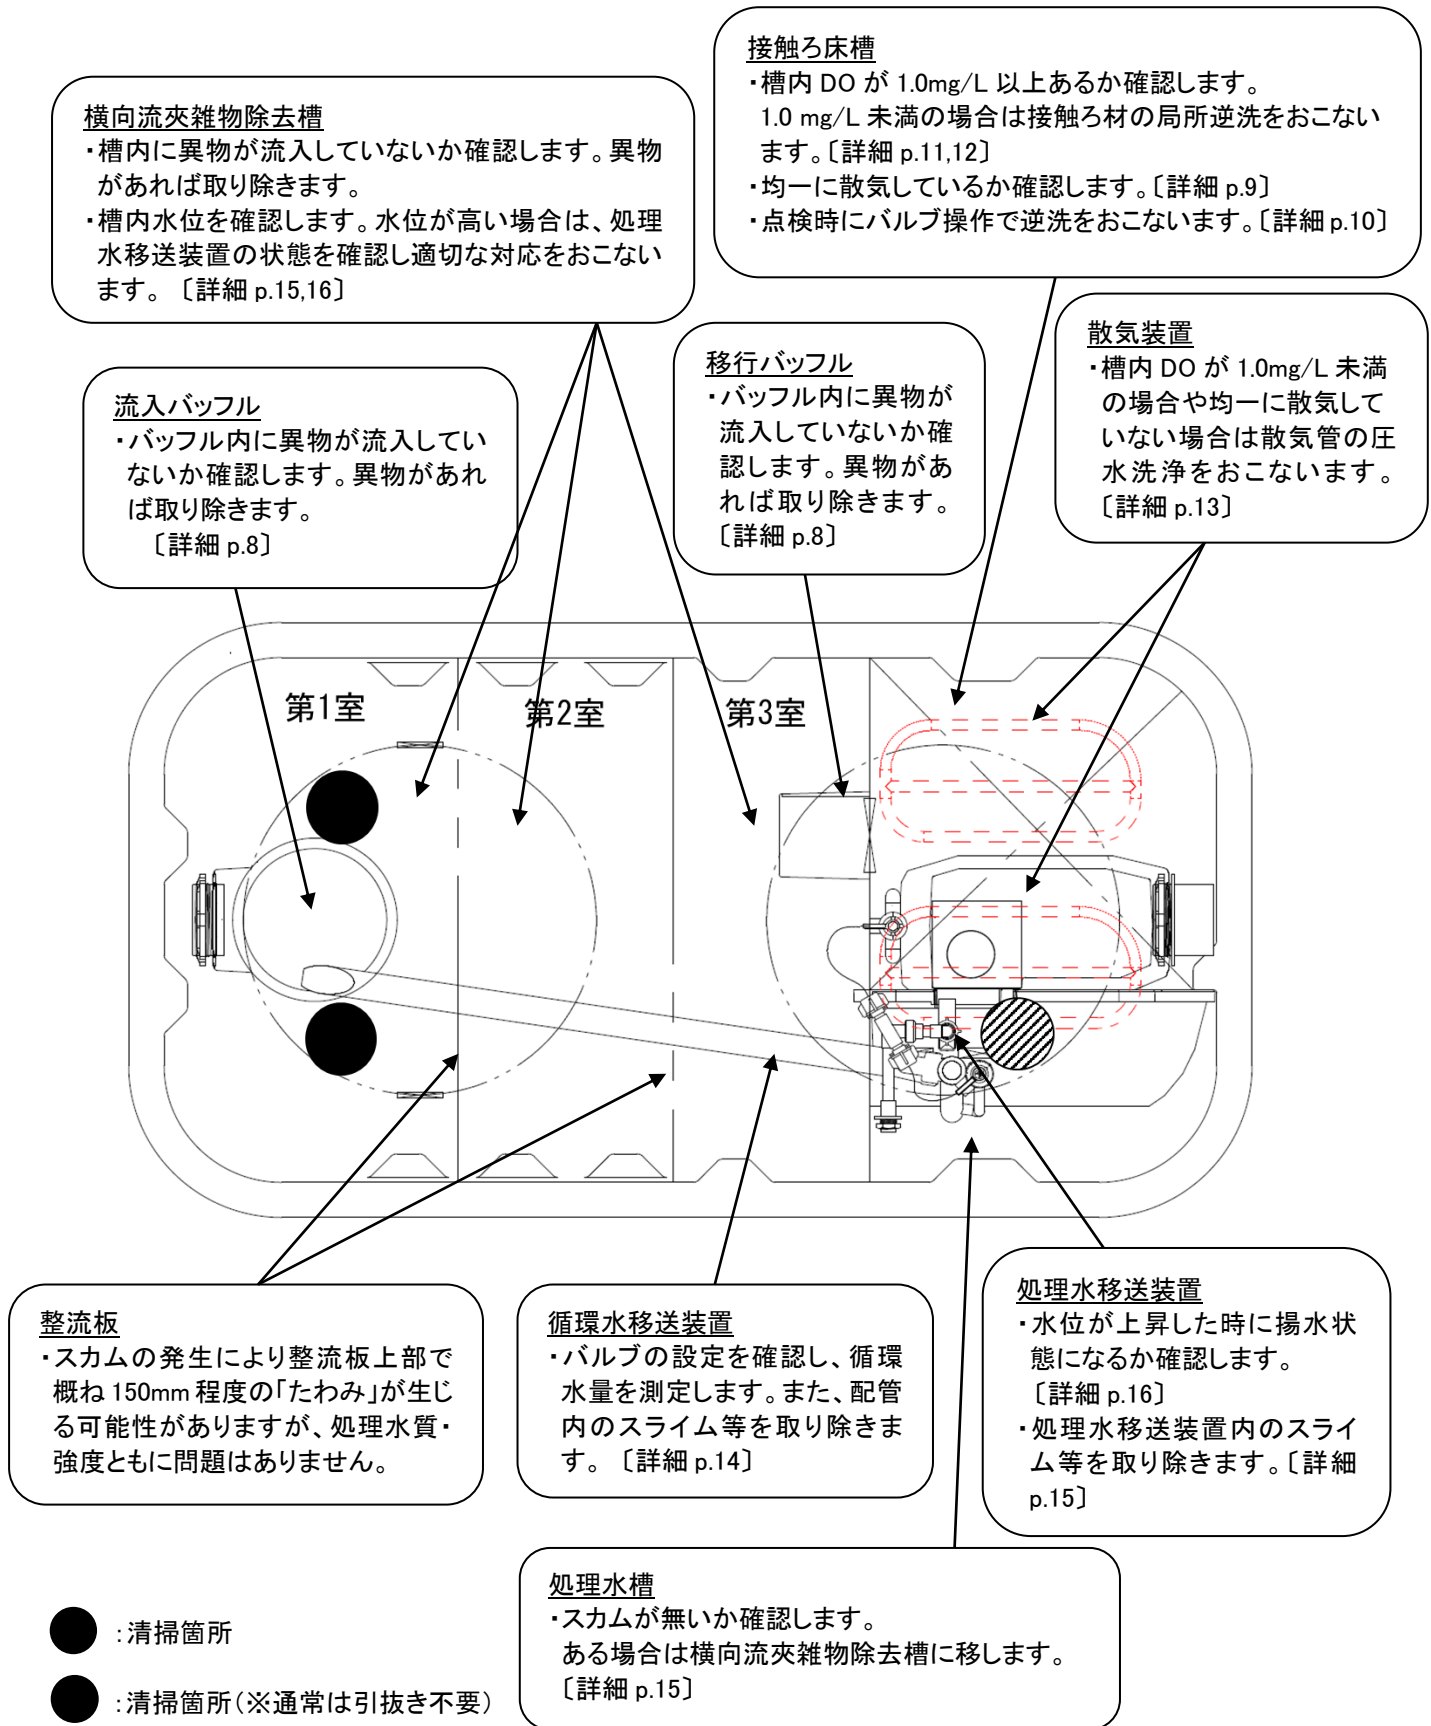 接触ろ床槽
・槽内 DO が 1.0mg/L 以上あるか確認します。
1.0 mg/L 未満の場合は接触ろ材の局所逆洗をおこない
ます。〔詳細 p.11,12〕
・均一に散気しているか確認します。〔詳細 p.9〕
・点検時にバルブ操作で逆洗をおこないます。〔詳細 p.10〕
横向流夾雑物除去槽
・槽内に異物が流入していないか確認します。異物
があれば取り除きます。
・槽内水位を確認します。水位が高い場合は、処理
水移送装置の状態を確認し適切な対応をおこない
ます。 〔詳細 p.15,16〕
散気装置
・槽内 DO が 1.0mg/L 未満
の場合や均一に散気して
いない場合は散気管の圧
水洗浄をおこないます。
〔詳細 p.13〕
移行バッフル
・バッフル内に異物が
流入していないか確
認します。異物があ
れば取り除きます。
〔詳細 p.8〕
流入バッフル
・バッフル内に異物が流入してい
ないか確認します。異物があれ
ば取り除きます。
〔詳細 p.8〕
第1室
第2室
第3室
整流板
・スカムの発生により整流板上部で
概ね 150mm 程度の「たわみ」が生じ
る可能性がありますが、処理水質・
強度ともに問題はありません。
循環水移送装置
・バルブの設定を確認し、循環
水量を測定します。また、配管
内のスライム等を取り除きま
す。 〔詳細 p.14〕
処理水移送装置
・水位が上昇した時に揚水状
態になるか確認します。
〔詳細 p.16〕
・処理水移送装置内のスライ
ム等を取り除きます。〔詳細
p.15〕
処理水槽
・スカムが無いか確認します。
ある場合は横向流夾雑物除去槽に移します。
〔詳細 p.15〕
：清掃箇所
：清掃箇所（※通常は引抜き不要）